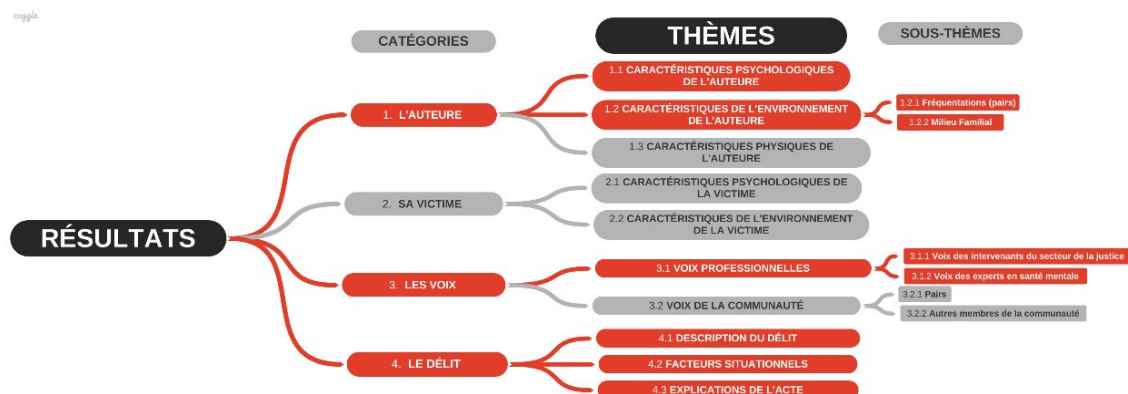 coggle
CATÉGORIES
THÈMES
SOUS-THÈMES
RÉSULTATS
1. L'AUTEURE
1.1 CARACTÉRISTIQUES PSYCHOLOGIQUES
DE L'AUTEURE
1.2 CARACTÉRISTIQUES DE L'ENVIRONNEMENT
DE L'AUTEURE
1.2.1 Fréquentations (pairs)
1.2.2 Milieu Familial
1.3 CARACTÉRISTIQUES PHYSIQUES DE
L'AUTEURE
2. SA VICTIME
2.1 CARACTÉRISTIQUES PSYCHOLOGIQUES DE
LA VICTIME
2.2 CARACTÉRISTIQUES DE L'ENVIRONNEMENT
DE LA VICTIME
3. LES VOIX
3.1 VOIX PROFESSIONNELLES
3.1.1 Voix des intervenants du secteur de la justice
3.1.2 Voix des experts en santé mentale
3.2 VOIX DE LA COMMUNAUTÉ
3.2.1 Pairs
3.2.2 Autres membres de la communauté
4. LE DÉLIT
4.1 DESCRIPTION DU DÉLIT
4.2 FACTEURS SITUATIONNELS
4.3 EXPLICATIONS DE L'ACTE